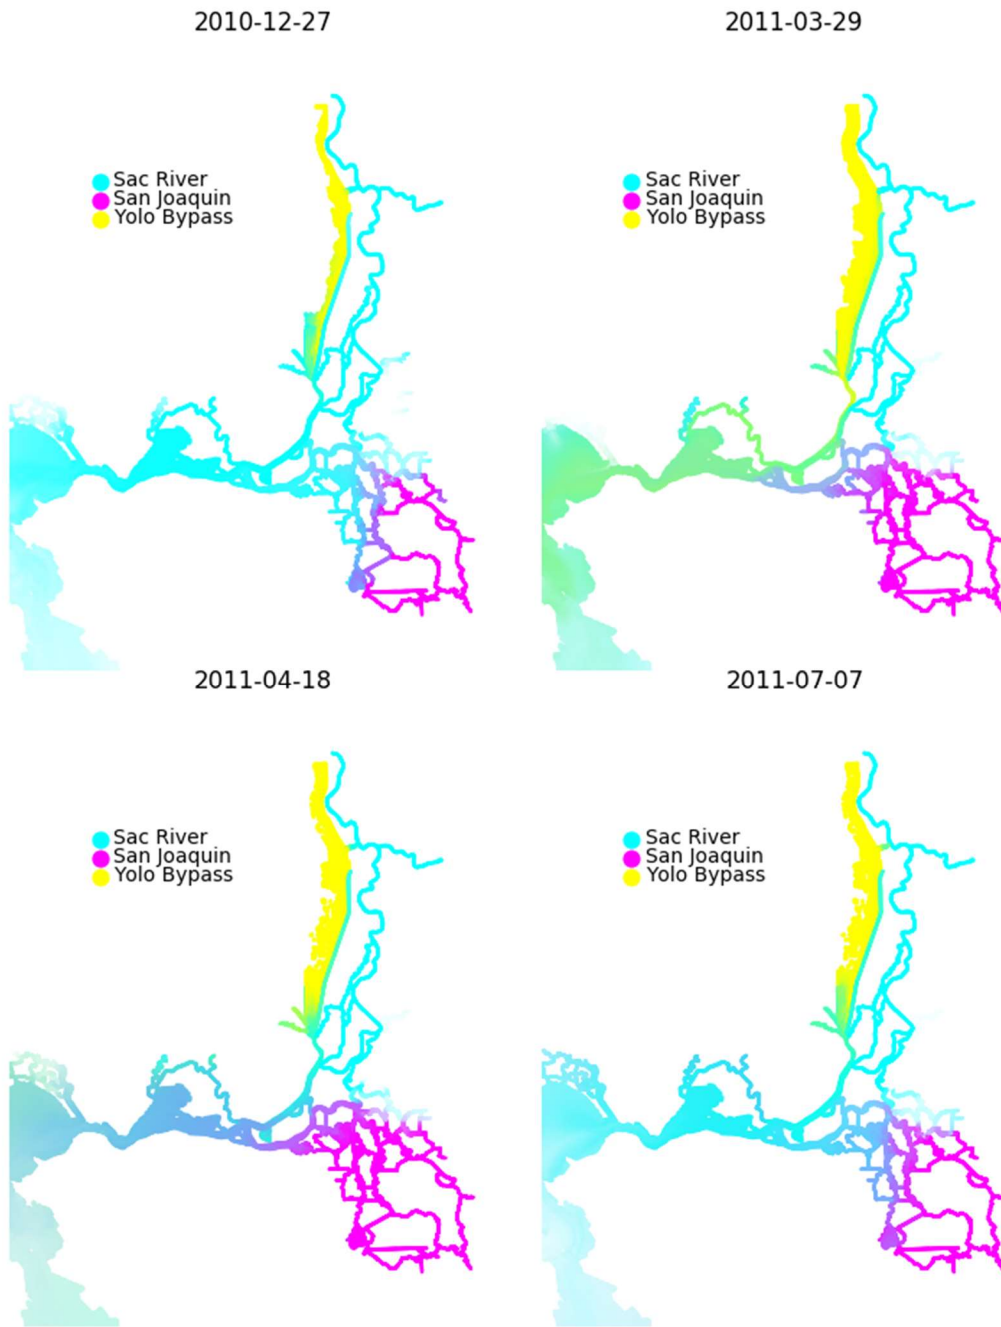 2010-12-27
Sac River
San Joaquin
Yolo Bypass
2011-03-29
Sac River
San Joaquin
Yolo Bypass
2011-04-18
Sac River
San Joaquin
Yolo Bypass
2011-07-07
Sac River
San Joaquin
Yolo Bypass